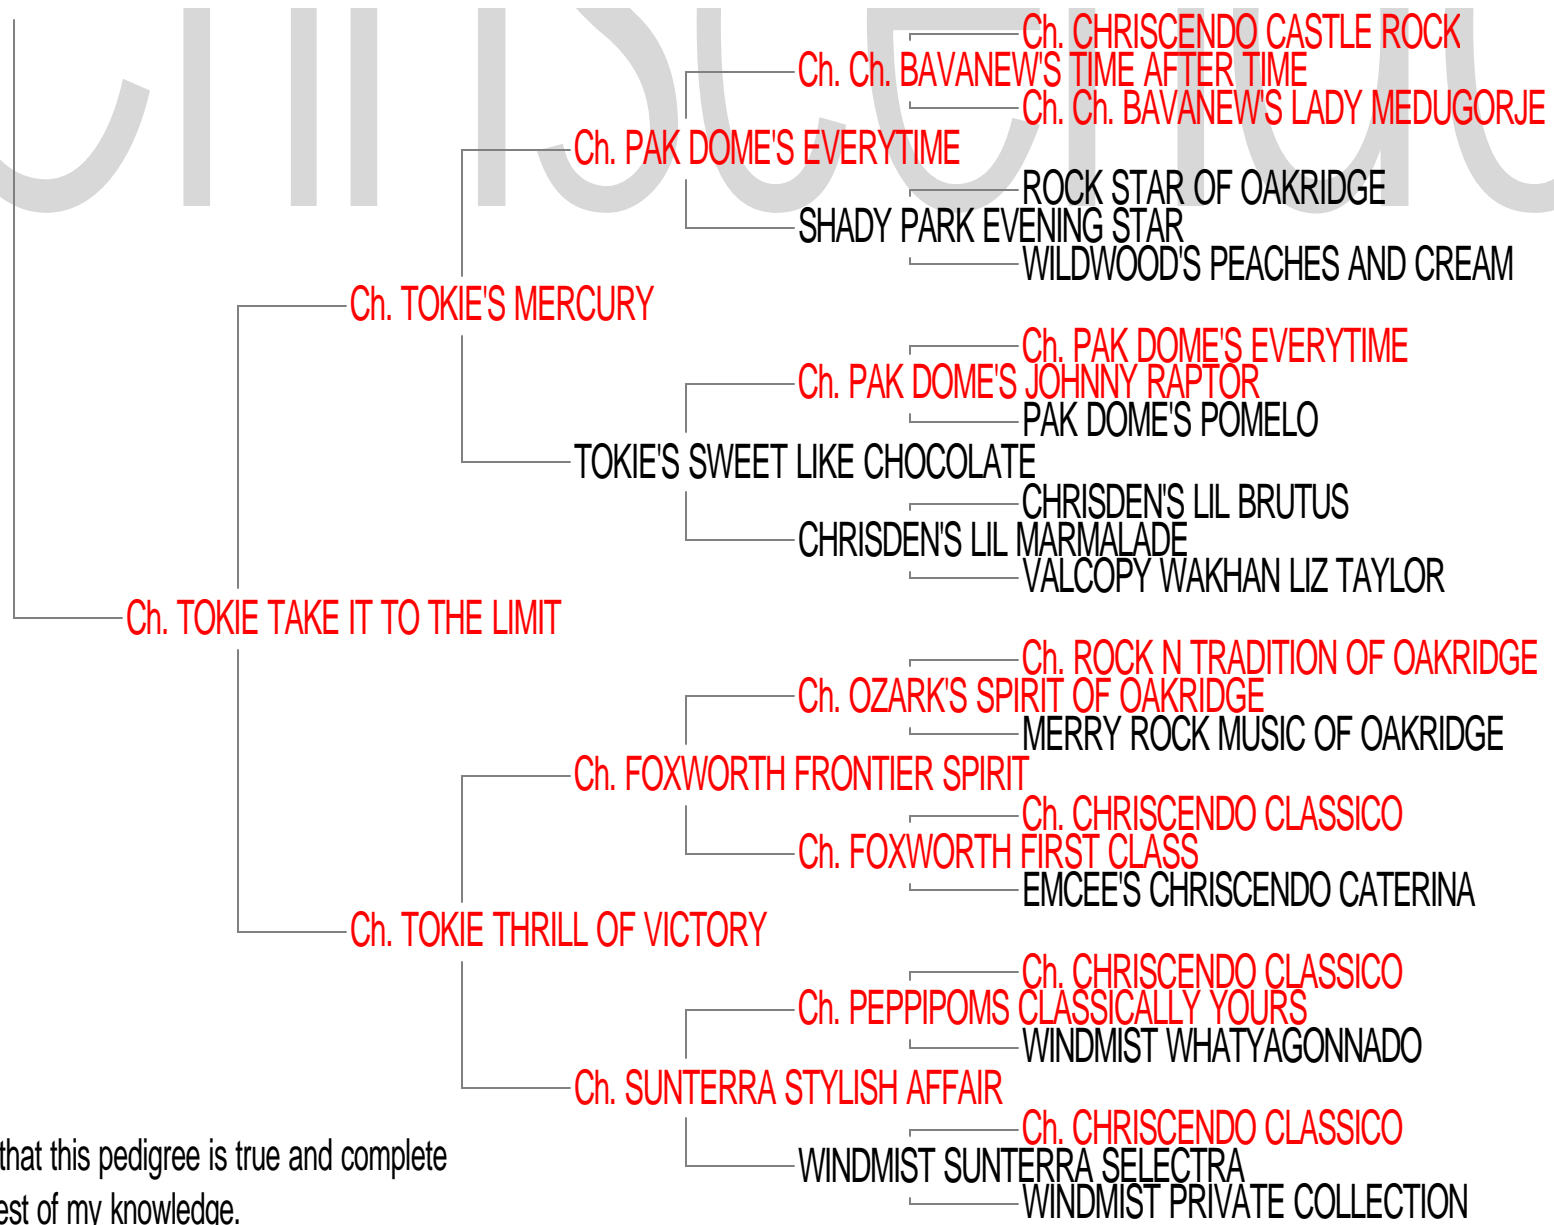 Chriscendo
Ch. CHRISCENDO CASTLE ROCK
Ch. Ch. BAVANEW'S TIME AFTER TIME
Ch. Ch. BAVANEW'S LADY MEDUGORJE
Ch. PAK DOME'S EVERYTIME
ROCK STAR OF OAKRIDGE
SHADY PARK EVENING STAR
WILDWOOD'S PEACHES AND CREAM
Ch. TOKIE'S MERCURY
Ch. PAK DOME'S EVERYTIME
Ch. PAK DOME'S JOHNNY RAPTOR
PAK DOME'S POMELO
TOKIE'S SWEET LIKE CHOCOLATE
CHRISDEN'S LIL BRUTUS
CHRISDEN'S LIL MARMALADE
VALCOPY WAKHAN LIZ TAYLOR
Ch. TOKIE TAKE IT TO THE LIMIT
Ch. ROCK N TRADITION OF OAKRIDGE
Ch. OZARK'S SPIRIT OF OAKRIDGE
MERRY ROCK MUSIC OF OAKRIDGE
Ch. FOXWORTH FRONTIER SPIRIT
Ch. CHRISCENDO CLASSICO
Ch. FOXWORTH FIRST CLASS
EMCEE'S CHRISCENDO CATERINA
Ch. TOKIE THRILL OF VICTORY
Ch. CHRISCENDO CLASSICO
Ch. PEPPIPOMS CLASSICALLY YOURS
WINDMIST WHATYAGONNADO
Ch. SUNTERRA STYLISH AFFAIR
Ch. CHRISCENDO CLASSICO
WINDMIST SUNTERRA SELECTRA
WINDMIST PRIVATE COLLECTION
that this pedigree is true and complete
est of my knowledge.